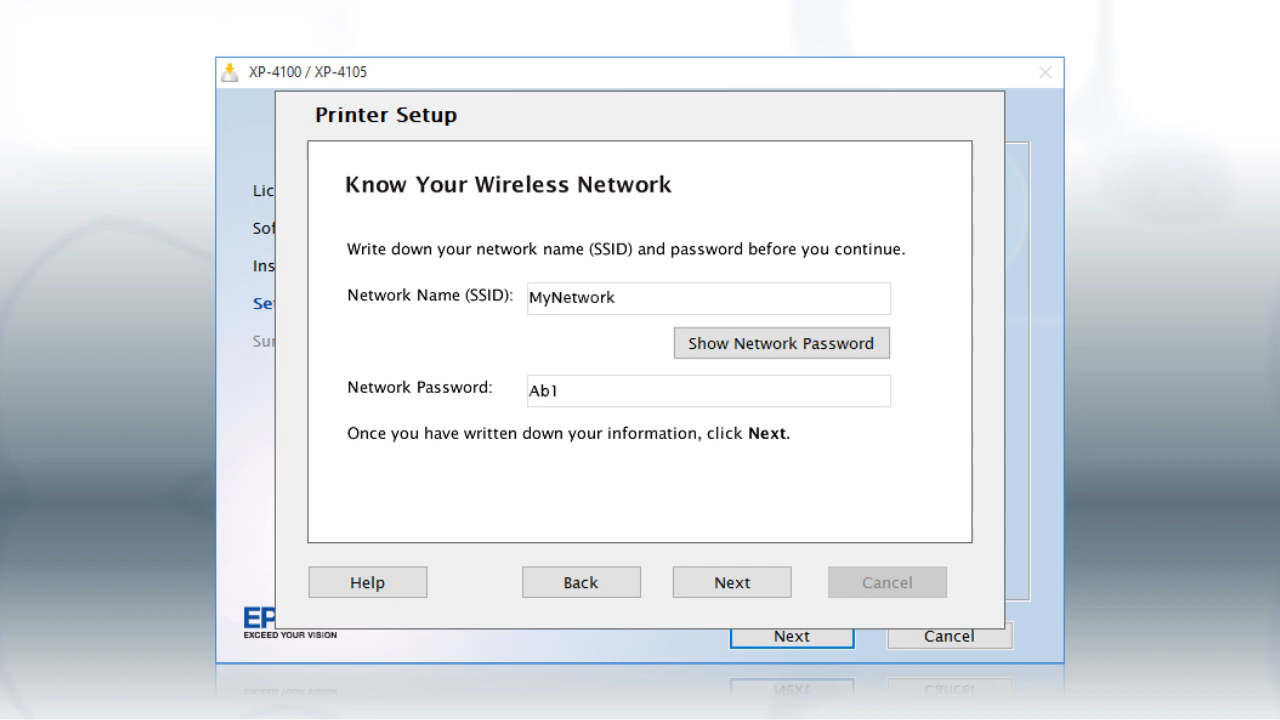 XP-4100 / XP-4105
Printer Setup
Know Your Wireless Network
Write down your network name (SSID) and password before you continue.
Network Name (SSID): MyNetwork
Show Network Password
Network Password: Ab1
Once you have written down your information, click Next.
Lic
Sof
Ins
Set
Sur
Help Back Next Cancel
EP
EXCEED YOUR VISION
Next Cancel